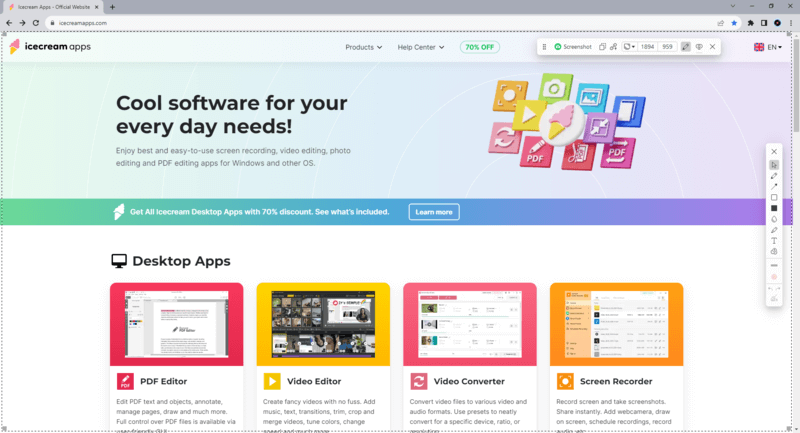 Icecream Apps - Official Website
icecreamapps.com
icecream apps
Products
Help Center
70% OFF
Screenshot
1894
959
EN
Cool software for your
every day needs!
Enjoy best and easy-to-use screen recording, video editing, photo
editing and PDF editing apps for Windows and other OS.
PDF
PDF
Get All Icecream Desktop Apps with 70% discount. See what's included.
Learn more
Desktop Apps
PDF Editor
Video Editor
Video Converter
Screen Recorder
Edit PDF text and objects, annotate,
manage pages, draw and much more.
Full control over PDF files is available via
Create fancy videos with no fuss. Add
music, text, transitions, trim, crop and
merge videos, tune colors, change
Convert video files to various video and
audio formats. Use presets to neatly
convert for a specific device, ratio, or
Record screen and take screenshots.
Share instantly. Add webcam, draw
on screen, schedule recordings, record